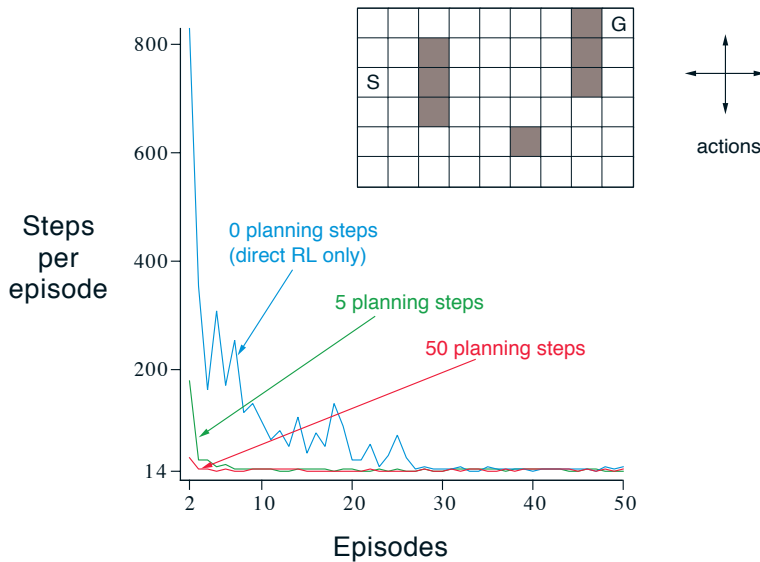 800
600
400
200
14
2
10
20
30
40
50
Steps
per
episode
Episodes
0 planning steps
(direct RL only)
5 planning steps
50 planning steps
S
G
actions